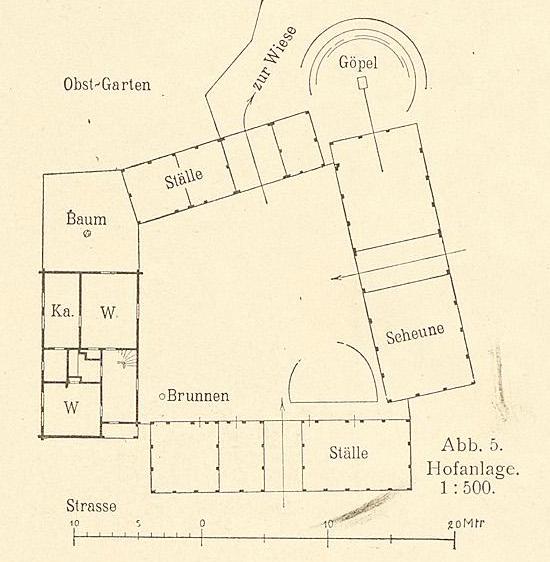 zur Wiese
Göpel
Obst-Garten
Ställe
Baum
Ka.
W.
W
Scheune
Brunnen
Ställe
Abb. 5.
Hofanlage.
1:500.
Strasse
10 5 0 10 20 Mtr